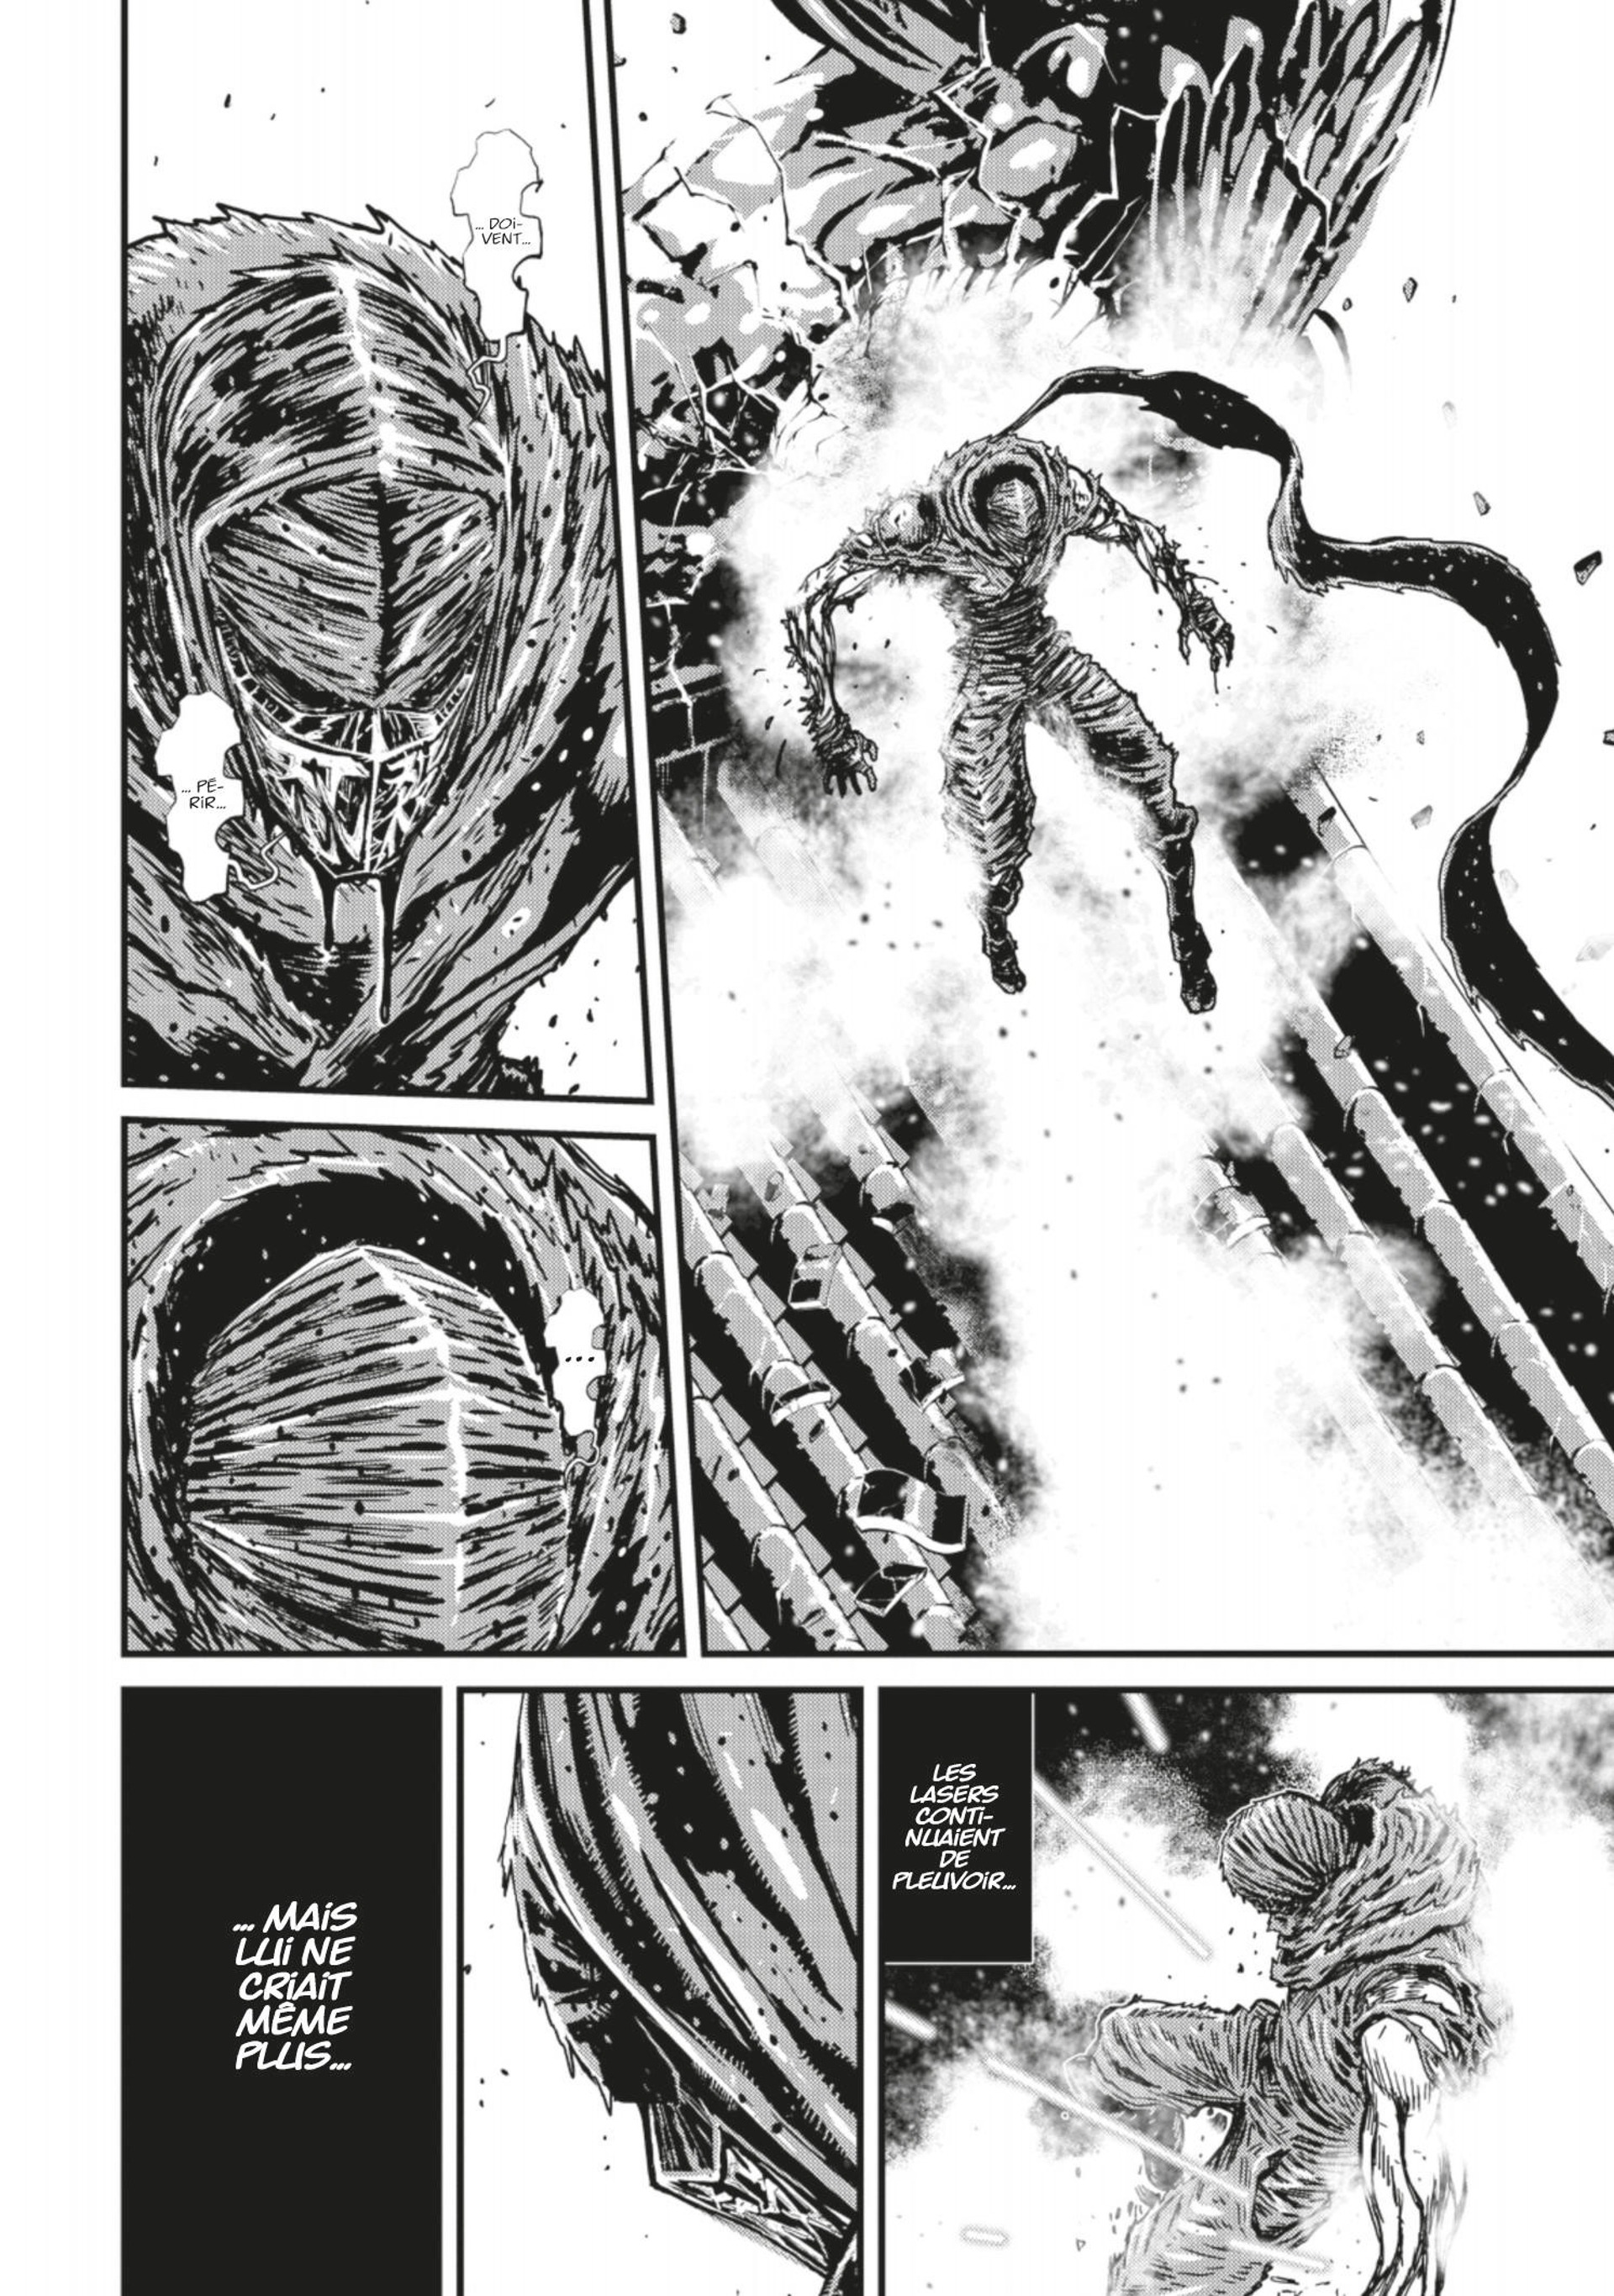 ... DOI-
VENT...
... PÉ-
RIR...
...
LES
LASERS
CONTI-
NUAIENT
DE
PLEUVOIR...
... MAIS
LUI NE
CRIAIT
MÊME
PLUS...